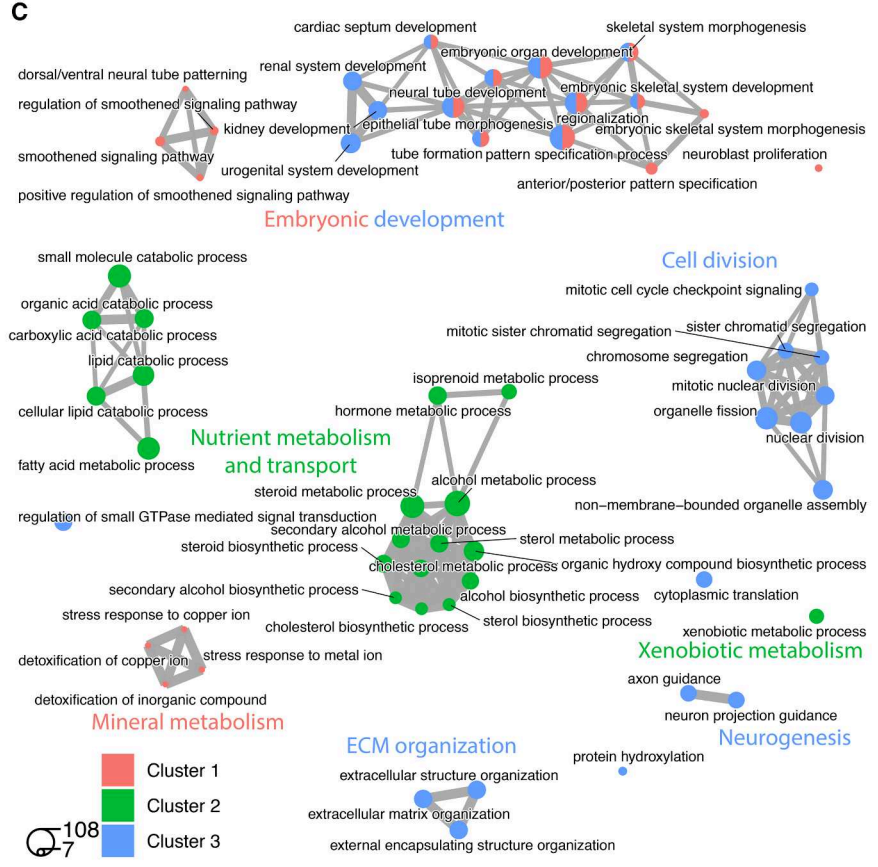 C
cardiac septum development
skeletal system morphogenesis
embryonic organ development
renal system development
dorsal/ventral neural tube patterning
neural tube development
embryonic skeletal system development
regulation of smoothened signaling pathway
kidney development
epithelial tube morphogenesis
regionalization
embryonic skeletal system morphogenesis
smoothened signaling pathway
tube formation
pattern specification process
neuroblast proliferation
urogenital system development
anterior/posterior pattern specification
positive regulation of smoothened signaling pathway
Embryonic development
small molecule catabolic process
Cell division
mitotic cell cycle checkpoint signaling
organic acid catabolic process
carboxylic acid catabolic process
mitotic sister chromatid segregation
sister chromatid segregation
lipid catabolic process
chromosome segregation
isoprenoid metabolic process
mitotic nuclear division
cellular lipid catabolic process
hormone metabolic process
organelle fission
Nutrient metabolism
and transport
nuclear division
fatty acid metabolic process
alcohol metabolic process
steroid metabolic process
non−membrane−bounded organelle assembly
regulation of small GTPase mediated signal transduction
secondary alcohol metabolic process
sterol metabolic process
steroid biosynthetic process
cholesterol metabolic process
organic hydroxy compound biosynthetic process
secondary alcohol biosynthetic process
alcohol biosynthetic process
cytoplasmic translation
stress response to copper ion
cholesterol biosynthetic process
sterol biosynthetic process
xenobiotic metabolic process
Xenobiotic metabolism
detoxification of copper ion
stress response to metal ion
axon guidance
detoxification of inorganic compound
neuron projection guidance
Mineral metabolism
Neurogenesis
ECM organization
protein hydroxylation
extracellular structure organization
extracellular matrix organization
external encapsulating structure organization
Cluster 1
Cluster 2
Cluster 3
108
7